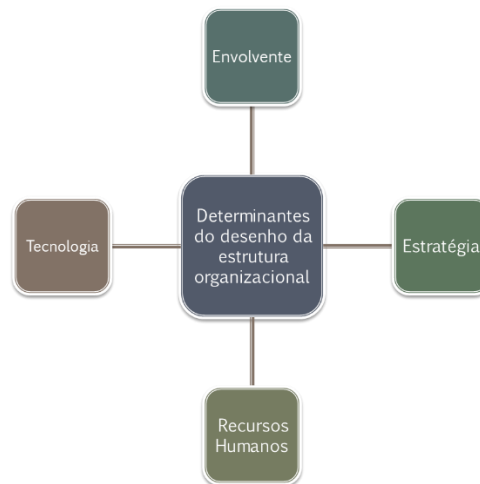 Envolvente
Tecnologia
Determinantes
do desenho da
estrutura
organizacional
Estratégia
Recursos
Humanos